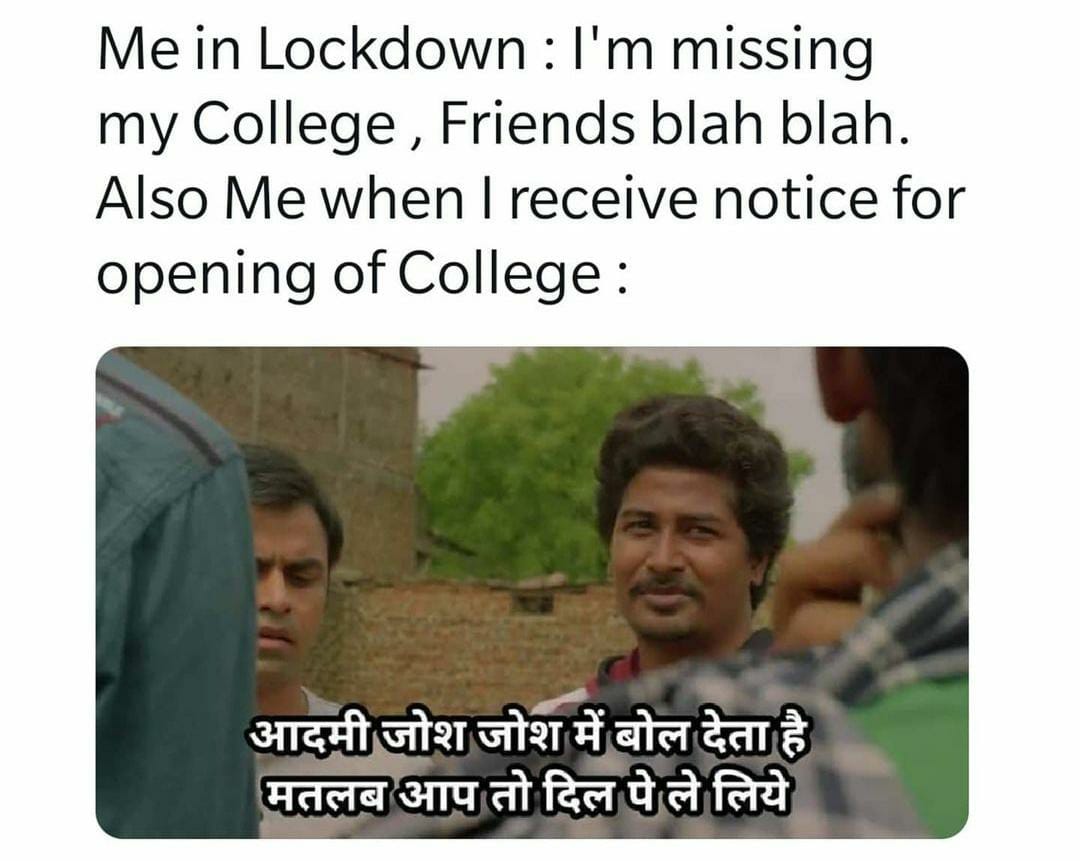 Me in Lockdown : I'm missing
my College , Friends blah blah.
Also Me when I receive notice for
opening of College :
आदमी जोश जोश में बोल देता है
मतलब आप तो दिल पे ले लिये